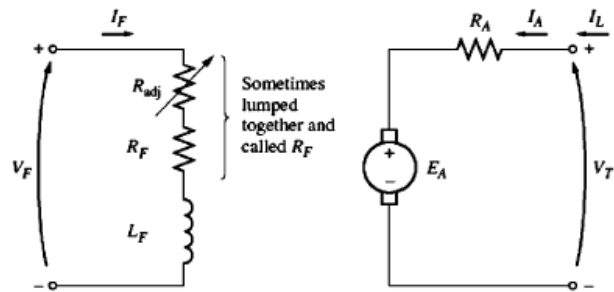 I_F
R_A
I_A
I_L
+
R_adj
Sometimes
lumped
together and
called R_F
R_F
+
E_A
–
V_F
V_T
L_F
–